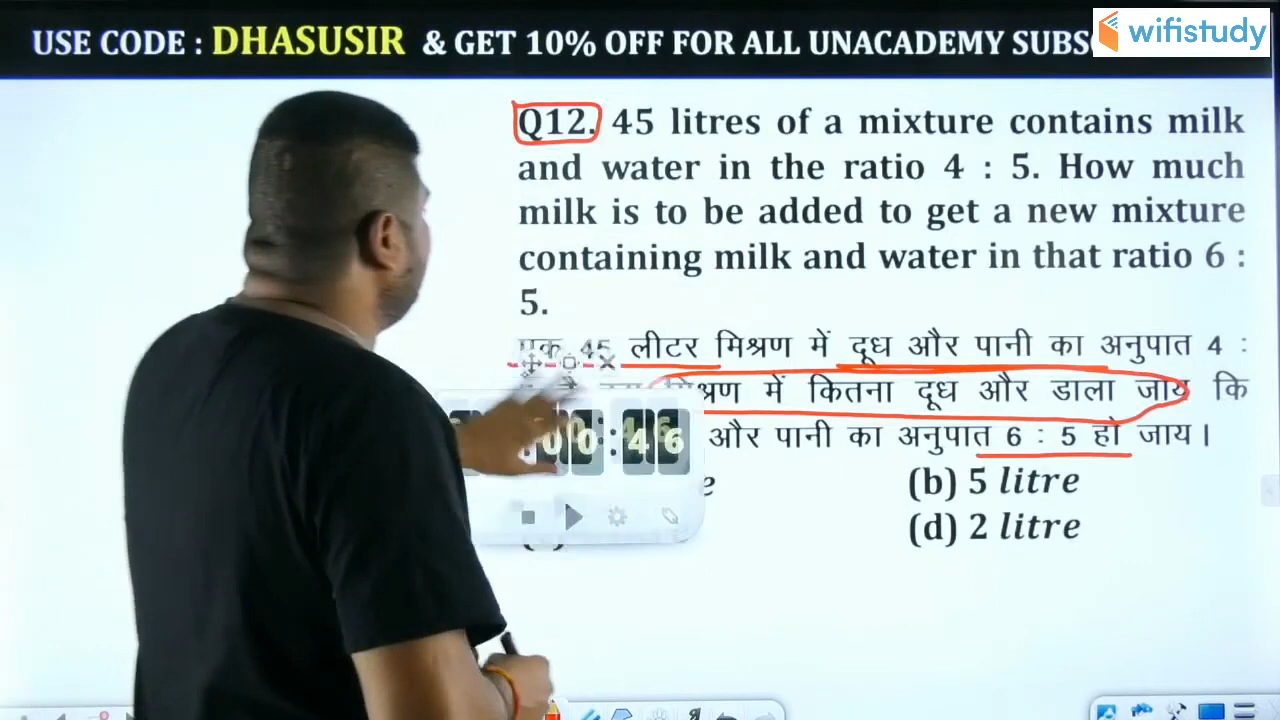 USE CODE : DHASUSIR & GET 10% OFF FOR ALL UNACADEMY
wifistudy
Q12. 45 litres of a mixture contains milk
and water in the ratio 4 : 5. How much
milk is to be added to get a new mixture
containing milk and water in that ratio 6 :
5.
एक 45 लीटर मिश्रण में दूध और पानी का अनुपात 4 :
में कितना दूध और डाला जाय कि
और पानी का अनुपात 6 : 5 हो जाय।
(b) 5 litre
(d) 2 litre